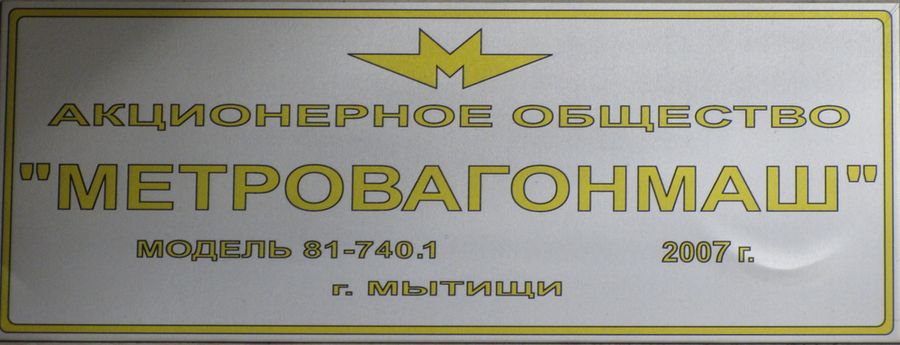 АКЦИОНЕРНОЕ ОБЩЕСТВО
"МЕТРОВАГОНМАШ"
МОДЕЛЬ 81-740.1 2007 г.
г. МЫТИЩИ